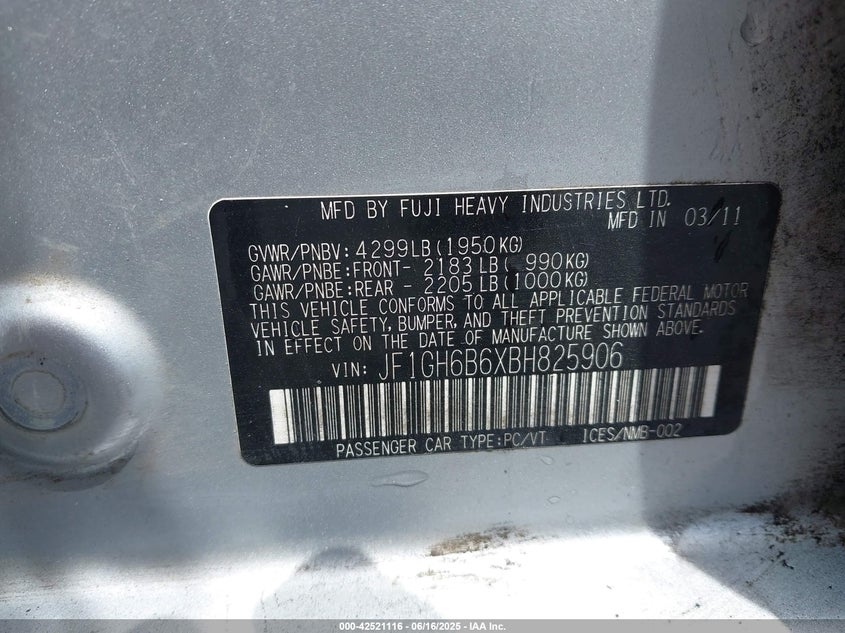 MFD BY FUJI HEAVY INDUSTRIES LTD.
MFD IN 03/11
GVWR/PNBV: 4299LB(1950KG)
GAWR/PNBE:FRONT- 2183LB( 990KG)
GAWR/PNBE:REAR - 2205LB(1000KG)
THIS VEHICLE CONFORMS TO ALL APPLICABLE FEDERAL MOTOR
VEHICLE SAFETY, BUMPER, AND THEFT PREVENTION STANDARDS
IN EFFECT ON THE DATE OF MANUFACTURE SHOWN ABOVE.
VIN: JF1GH6B6XBH825906
PASSENGER CAR TYPE:PC/VT ICES/NMB-002
000-42521116 - 06/16/2025 - IAA Inc.